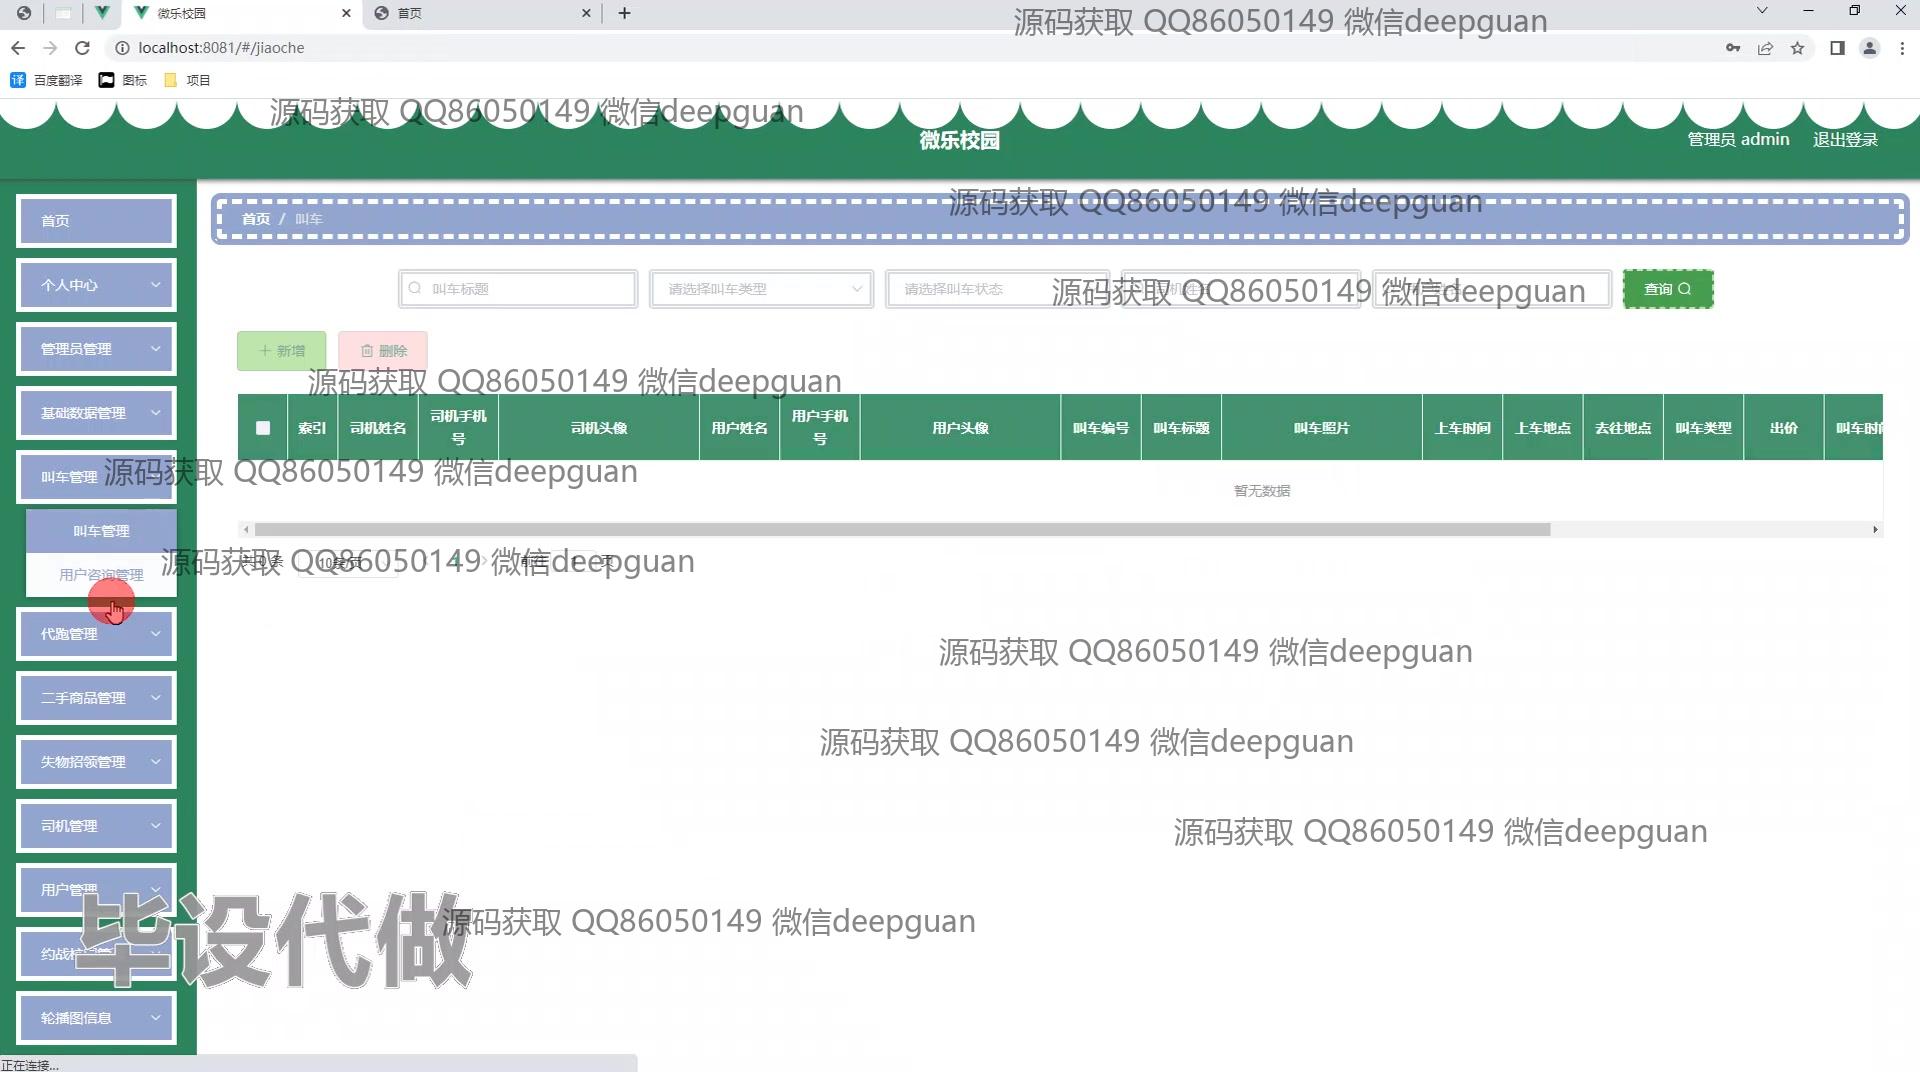 微乐校园
首页
源码获取 QQ86050149 微信deepguan
localhost:8081/#/jiaoche
百度翻译
图标
项目
源码获取 QQ86050149 微信deepguan
微乐校园
管理员 admin
退出登录
首页
首页 / 叫车
源码获取 QQ86050149 微信deepguan
个人中心
叫车标题
请选择叫车类型
请选择叫车状态
源码获取 QQ86050149 微信deepguan
查询
管理员管理
新增
删除
源码获取 QQ86050149 微信deepguan
基础数据管理
索引
司机姓名
司机手机号
司机头像
用户姓名
用户手机号
用户头像
叫车编号
叫车标题
叫车照片
上车时间
上车地点
去往地点
叫车类型
出价
叫车时间
叫车管理
源码获取 QQ86050149 微信deepguan
暂无数据
叫车管理
用户咨询管理
源码获取 QQ86050149 微信deepguan
10条/页
前往
页
代跑管理
源码获取 QQ86050149 微信deepguan
二手商品管理
源码获取 QQ86050149 微信deepguan
失物招领管理
司机管理
源码获取 QQ86050149 微信deepguan
用户管理
毕设代做
源码获取 QQ86050149 微信deepguan
轮播图信息
正在连接...